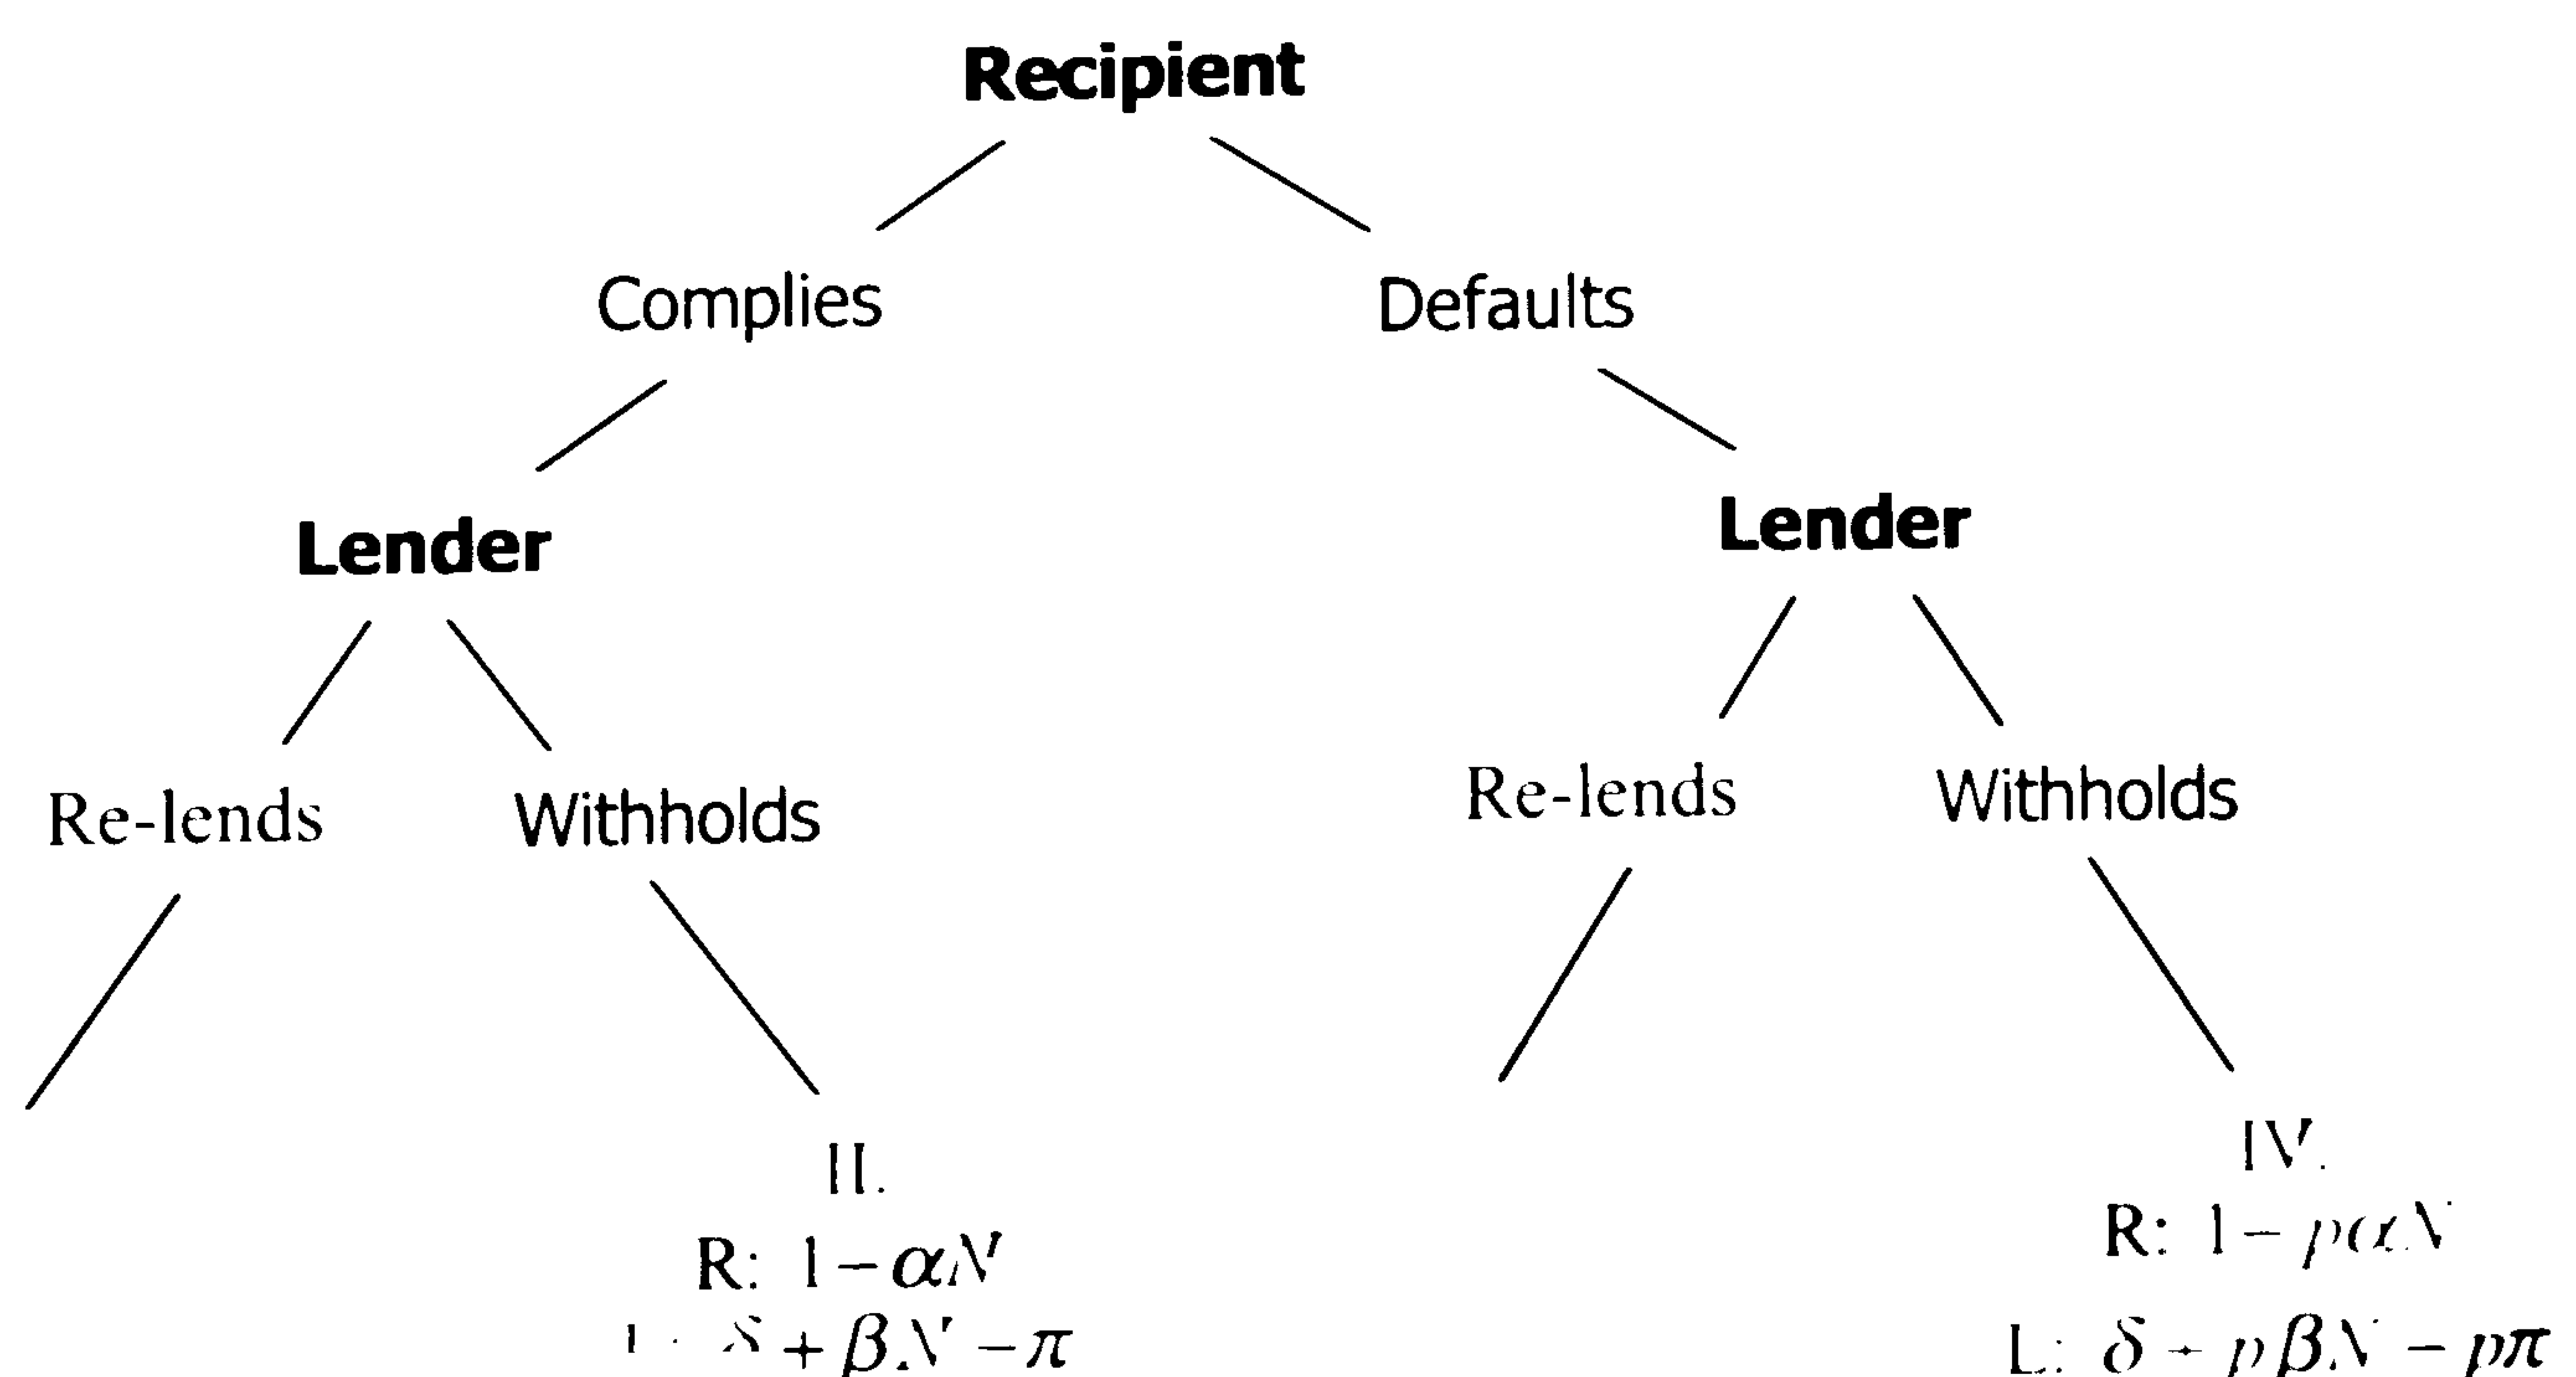 Recipient
Complies Defaults
Lender Lender
Re-lends Withholds Re-lends Withholds
II. IV.
R: 1 − αN R: 1 − pαN
δ + βN − π L: δ + pβN − pπ